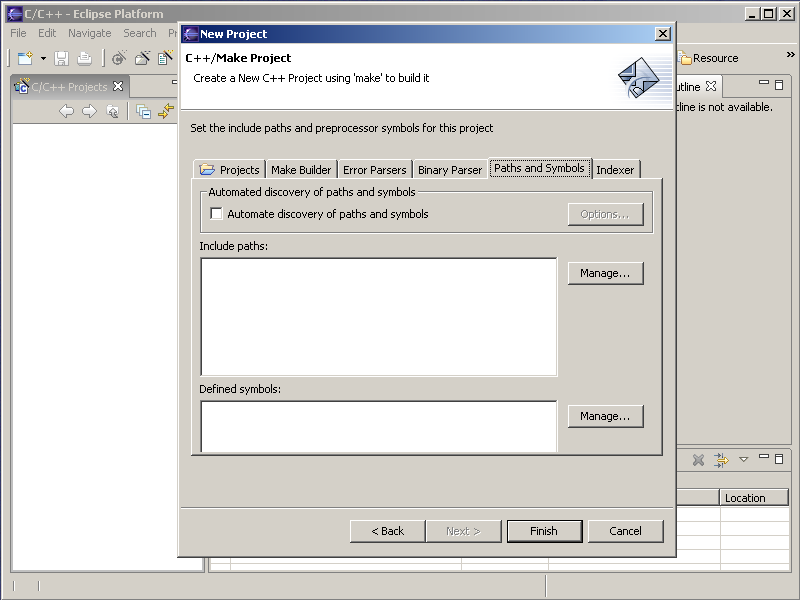 C/C++ - Eclipse Platform
File Edit Navigate Search
C/C++ Projects
New Project
C++/Make Project
Create a New C++ Project using 'make' to build it
Set the include paths and preprocessor symbols for this project
Projects Make Builder Error Parsers Binary Parser Paths and Symbols Indexer
Automated discovery of paths and symbols
Automate discovery of paths and symbols Options...
Include paths:
Manage...
Defined symbols:
Manage...
< Back Next > Finish Cancel
Resource »
utline
line is not available.
Location